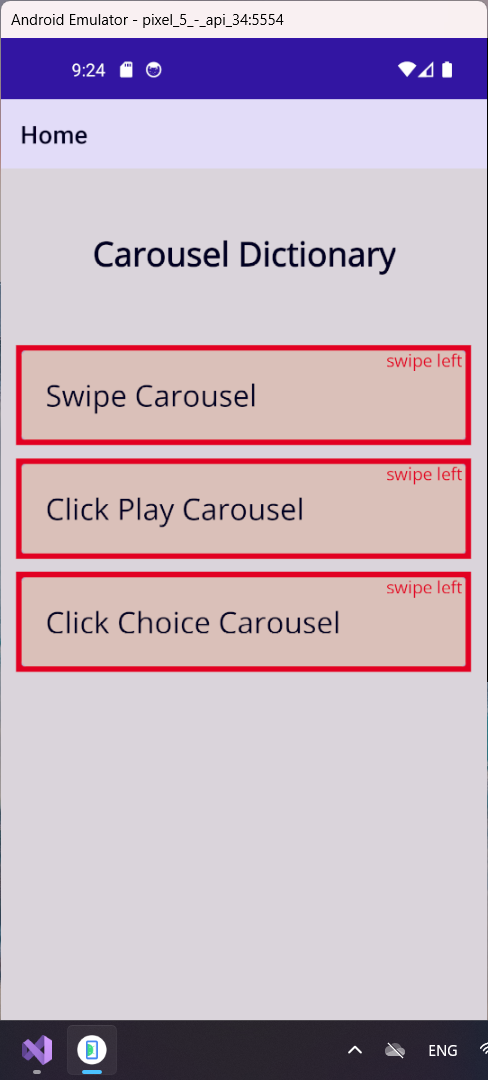 Android Emulator - pixel_5_-_api_34:5554
9:24
Home
Carousel Dictionary
swipe left
Swipe Carousel
swipe left
Click Play Carousel
swipe left
Click Choice Carousel
ENG